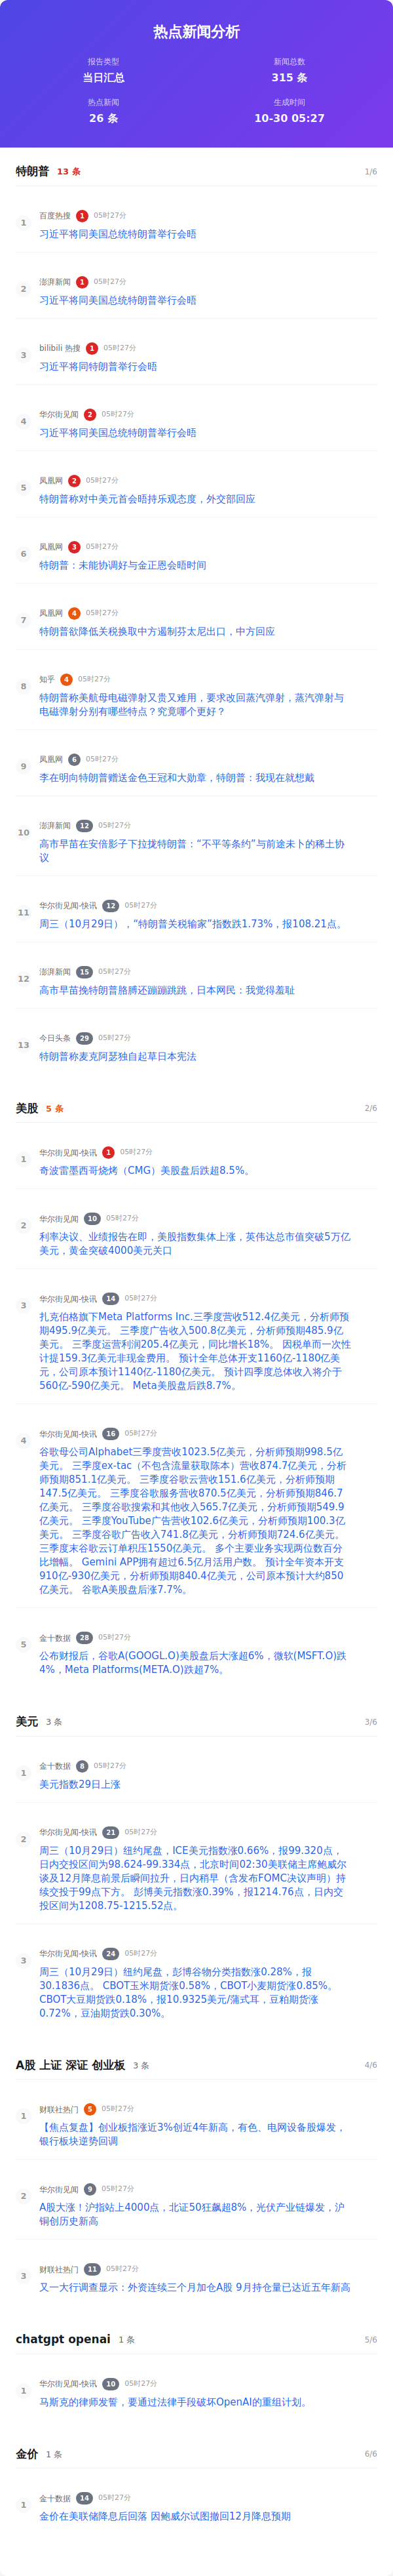 热点新闻分析
报告类型
新闻总数
当日汇总
315 条
热点新闻
生成时间
26 条
10-30 05:27
特朗普 13 条 1/6
1
百度热搜 1 05时27分
习近平将同美国总统特朗普举行会晤
2
澎湃新闻 1 05时27分
习近平将同美国总统特朗普举行会晤
3
bilibili 热搜 1 05时27分
习近平将同特朗普举行会晤
4
华尔街见闻 2 05时27分
习近平将同美国总统特朗普举行会晤
5
凤凰网 2 05时27分
特朗普称对中美元首会晤持乐观态度，外交部回应
6
凤凰网 3 05时27分
特朗普：未能协调好与金正恩会晤时间
7
凤凰网 4 05时27分
特朗普欲降低关税换取中方遏制芬太尼出口，中方回应
8
知乎 4 05时27分
特朗普称美航母电磁弹射又贵又难用，要求改回蒸汽弹射，蒸汽弹射与
电磁弹射分别有哪些特点？究竟哪个更好？
9
凤凰网 6 05时27分
李在明向特朗普赠送金色王冠和大勋章，特朗普：我现在就想戴
10
澎湃新闻 12 05时27分
高市早苗在安倍影子下拉拢特朗普：“不平等条约”与前途未卜的稀土协
议
11
华尔街见闻-快讯 12 05时27分
周三（10月29日），“特朗普关税输家”指数跌1.73%，报108.21点。
12
澎湃新闻 15 05时27分
高市早苗挽特朗普胳膊还蹦蹦跳跳，日本网民：我觉得羞耻
13
今日头条 29 05时27分
特朗普称麦克阿瑟独自起草日本宪法
美股 5 条 2/6
1
华尔街见闻-快讯 1 05时27分
奇波雷墨西哥烧烤（CMG）美股盘后跌超8.5%。
2
华尔街见闻 10 05时27分
利率决议、业绩报告在即，美股指数集体上涨，英伟达总市值突破5万亿
美元，黄金突破4000美元关口
3
华尔街见闻-快讯 14 05时27分
扎克伯格旗下Meta Platforms Inc.三季度营收512.4亿美元，分析师预
期495.9亿美元。 三季度广告收入500.8亿美元，分析师预期485.9亿
美元。 三季度运营利润205.4亿美元，同比增长18%。 因税单而一次性
计提159.3亿美元非现金费用。 预计全年总体开支1160亿-1180亿美
元，公司原本预计1140亿-1180亿美元。 预计四季度总体收入将介于
560亿-590亿美元。 Meta美股盘后跌8.7%。
4
华尔街见闻-快讯 16 05时27分
谷歌母公司Alphabet三季度营收1023.5亿美元，分析师预期998.5亿
美元。 三季度ex-tac（不包含流量获取陈本）营收874.7亿美元，分析
师预期851.1亿美元。 三季度谷歌云营收151.6亿美元，分析师预期
147.5亿美元。 三季度谷歌服务营收870.5亿美元，分析师预期846.7
亿美元。 三季度谷歌搜索和其他收入565.7亿美元，分析师预期549.9
亿美元。 三季度YouTube广告营收102.6亿美元，分析师预期100.3亿
美元。 三季度谷歌广告收入741.8亿美元，分析师预期724.6亿美元。
三季度末谷歌云订单积压1550亿美元。 多个主要业务实现两位数百分
比增幅。 Gemini APP拥有超过6.5亿月活用户数。 预计全年资本开支
910亿-930亿美元，分析师预期840.4亿美元，公司原本预计大约850
亿美元。 谷歌A美股盘后涨7.7%。
5
金十数据 28 05时27分
公布财报后，谷歌A(GOOGL.O)美股盘后大涨超6%，微软(MSFT.O)跌
4%，Meta Platforms(META.O)跌超7%。
美元 3 条 3/6
1
金十数据 8 05时27分
美元指数29日上涨
2
华尔街见闻-快讯 21 05时27分
周三（10月29日）纽约尾盘，ICE美元指数涨0.66%，报99.320点，
日内交投区间为98.624-99.334点，北京时间02:30美联储主席鲍威尔
谈及12月降息前景后瞬间拉升，日内稍早（含发布FOMC决议声明）持
续交投于99点下方。 彭博美元指数涨0.39%，报1214.76点，日内交
投区间为1208.75-1215.52点。
3
华尔街见闻-快讯 24 05时27分
周三（10月29日）纽约尾盘，彭博谷物分类指数涨0.28%，报
30.1836点。 CBOT玉米期货涨0.58%，CBOT小麦期货涨0.85%。
CBOT大豆期货跌0.18%，报10.9325美元/蒲式耳，豆粕期货涨
0.72%，豆油期货跌0.30%。
A股 上证 深证 创业板 3 条 4/6
1
财联社热门 5 05时27分
【焦点复盘】创业板指涨近3%创近4年新高，有色、电网设备股爆发，
银行板块逆势回调
2
华尔街见闻 9 05时27分
A股大涨！沪指站上4000点，北证50狂飙超8%，光伏产业链爆发，沪
铜创历史新高
3
财联社热门 11 05时27分
又一大行调查显示：外资连续三个月加仓A股 9月持仓量已达近五年新高
chatgpt openai 1 条 5/6
1
华尔街见闻-快讯 10 05时27分
马斯克的律师发誓，要通过法律手段破坏OpenAI的重组计划。
金价 1 条 6/6
1
金十数据 14 05时27分
金价在美联储降息后回落 因鲍威尔试图撤回12月降息预期